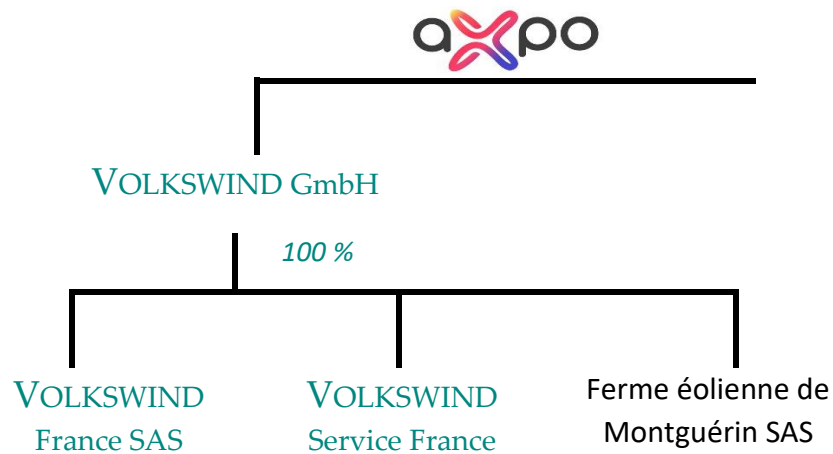 axpo
VOLKSWIND GmbH
100 %
VOLKSWIND
France SAS
VOLKSWIND
Service France
Ferme éolienne de
Montguérin SAS